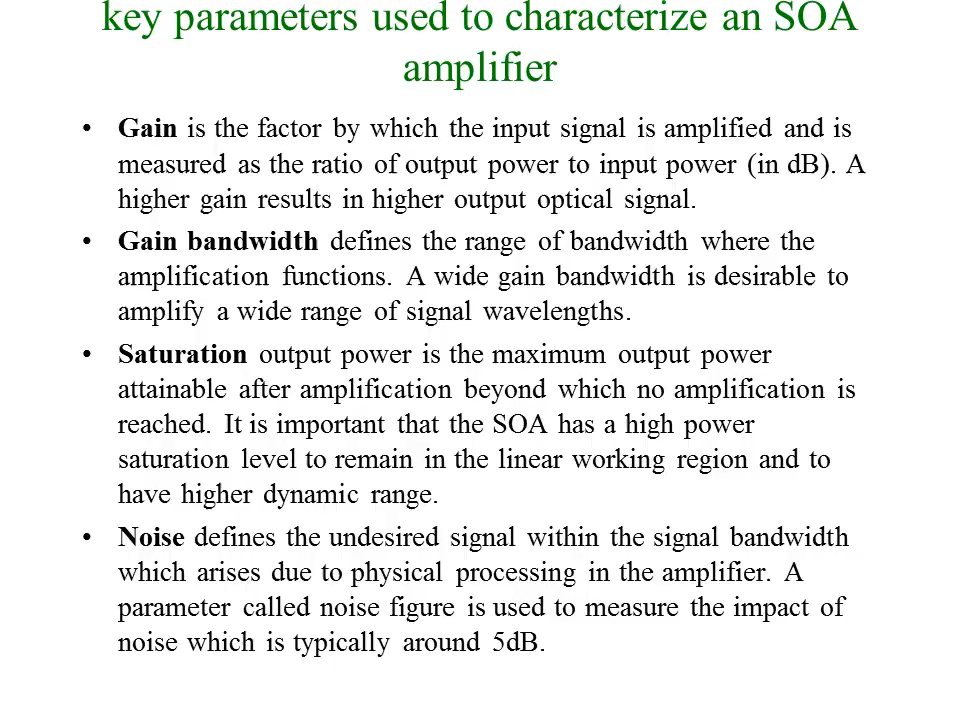 key parameters used to characterize an SOA
amplifier
• Gain is the factor by which the input signal is amplified and is
measured as the ratio of output power to input power (in dB). A
higher gain results in higher output optical signal.
• Gain bandwidth defines the range of bandwidth where the
amplification functions. A wide gain bandwidth is desirable to
amplify a wide range of signal wavelengths.
• Saturation output power is the maximum output power
attainable after amplification beyond which no amplification is
reached. It is important that the SOA has a high power
saturation level to remain in the linear working region and to
have higher dynamic range.
• Noise defines the undesired signal within the signal bandwidth
which arises due to physical processing in the amplifier. A
parameter called noise figure is used to measure the impact of
noise which is typically around 5dB.